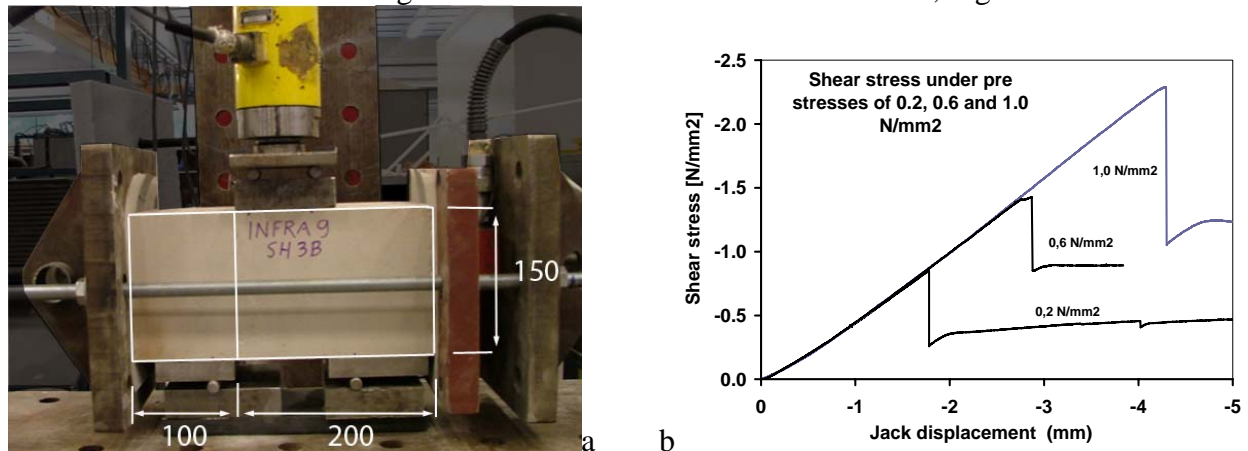 INFRA 9
SH 3B
150
100
200
a
b
Shear stress under pre
stresses of 0.2, 0.6 and 1.0
N/mm2
Shear stress [N/mm2]
-2.5
-2.0
-1.5
-1.0
-0.5
0.0
1,0 N/mm2
0,6 N/mm2
0,2 N/mm2
0
-1
-2
-3
-4
-5
Jack displacement (mm)